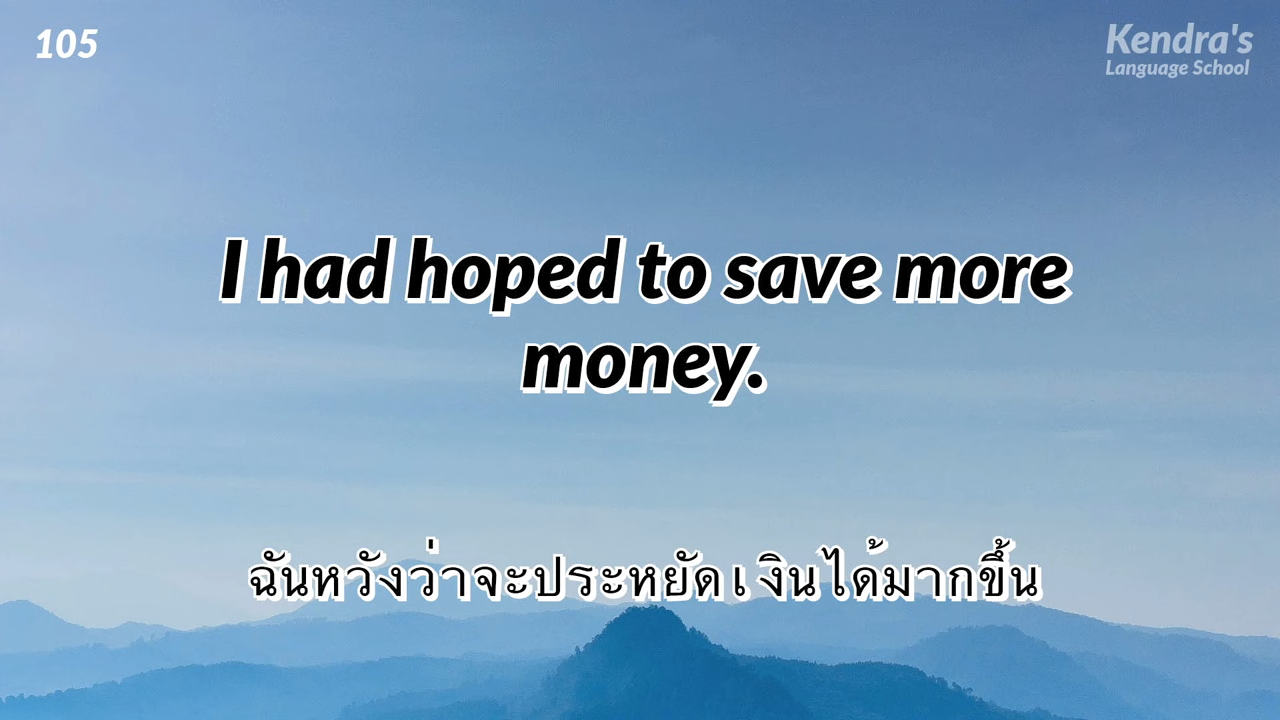 105
Kendra's
Language School
I had hoped to save more
money.
ฉันหวังว่าจะประหยัดเงินได้มากขึ้น